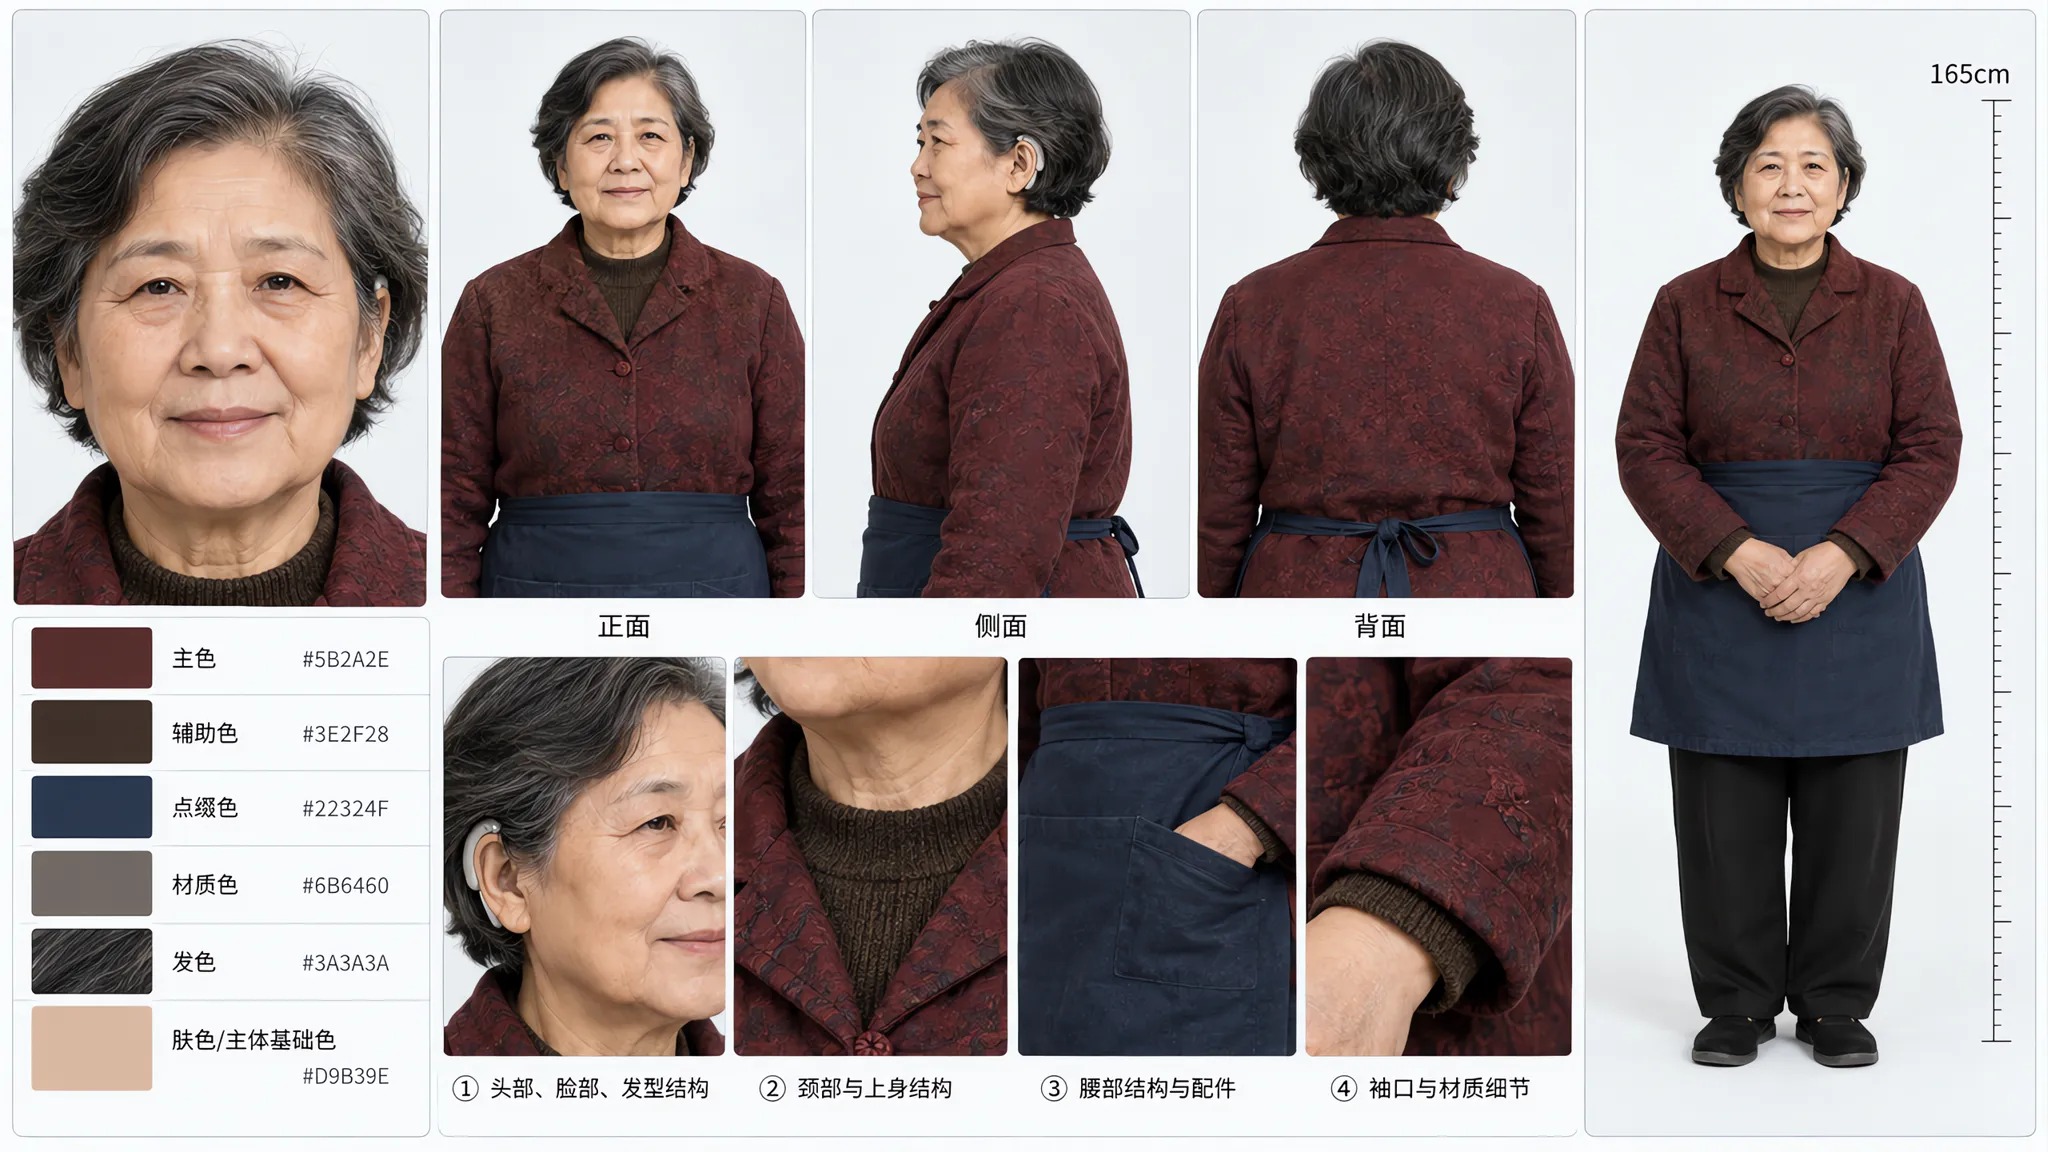 165cm
正面
侧面
背面
主色 #5B2A2E
辅助色 #3E2F28
点缀色 #22324F
材质色 #6B6460
发色 #3A3A3A
肤色/主体基础色
#D9B39E
① 头部、脸部、发型结构
② 颈部与上身结构
③ 腰部结构与配件
④ 袖口与材质细节